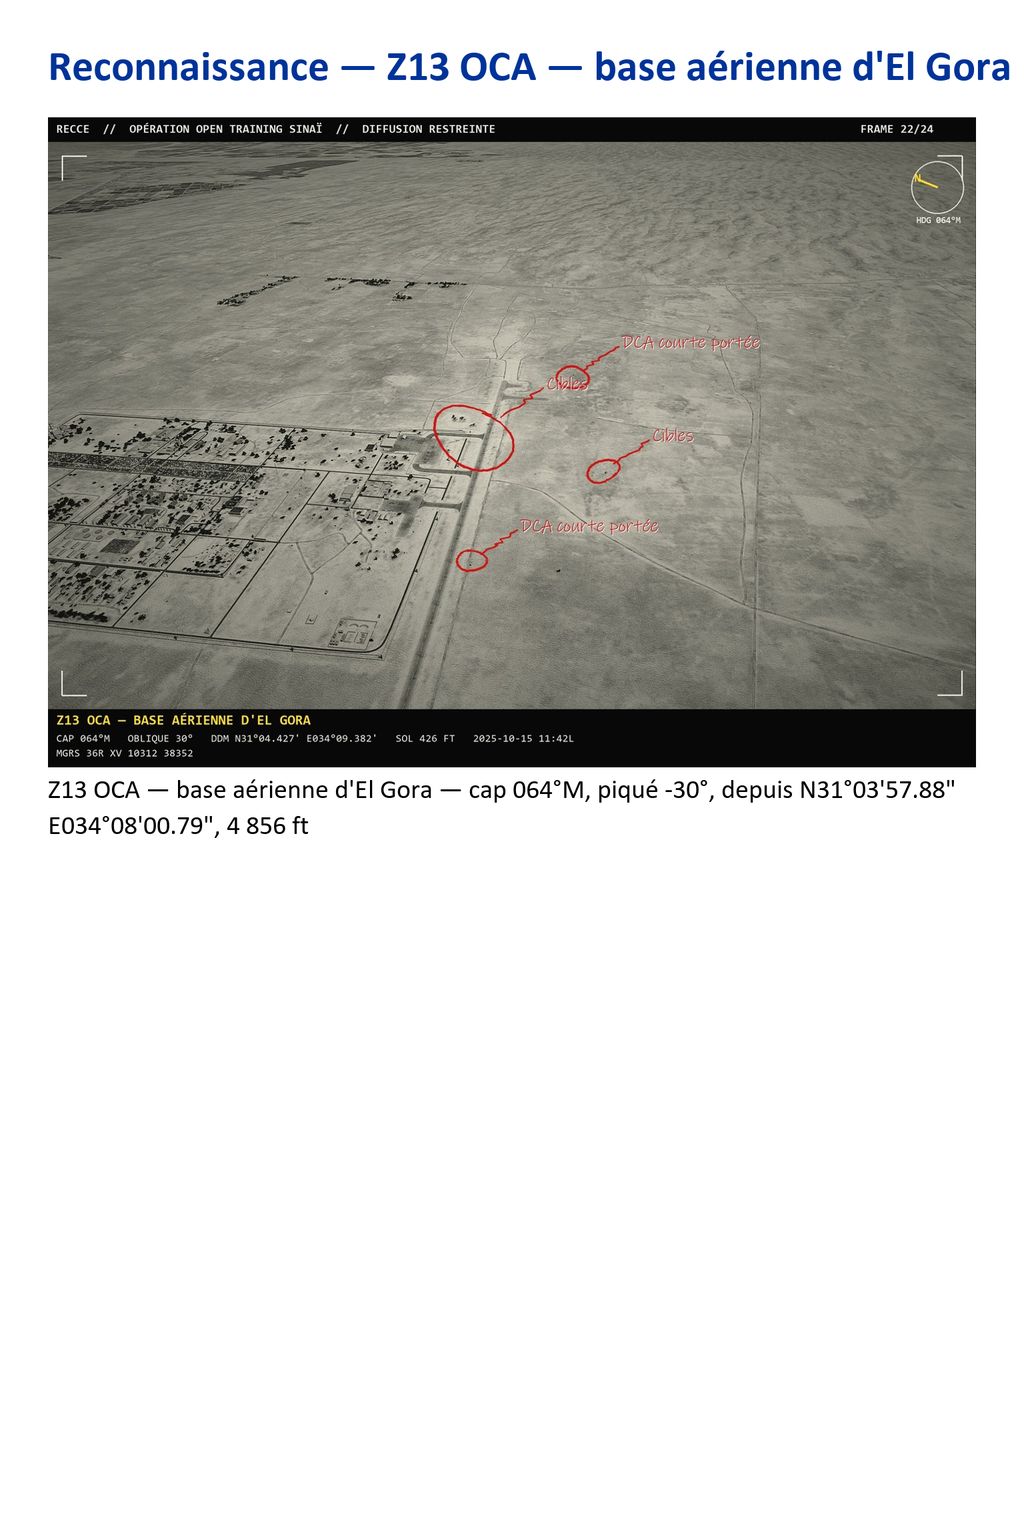 Reconnaissance — Z13 OCA — base aérienne d'El Gora
RECCE // OPÉRATION OPEN TRAINING SINAÏ // DIFFUSION RESTREINTE FRAME 22/24
N
HDG 064°M
DCA courte portée
Cibles
Cibles
DCA courte portée
Z13 OCA — BASE AÉRIENNE D'EL GORA
CAP 064°M OBLIQUE 30° DDM N31°04.427' E034°09.382' SOL 426 FT 2025-10-15 11:42L
MGRS 36R XV 10312 38352
Z13 OCA — base aérienne d'El Gora — cap 064°M, piqué -30°, depuis N31°03'57.88"
E034°08'00.79", 4 856 ft